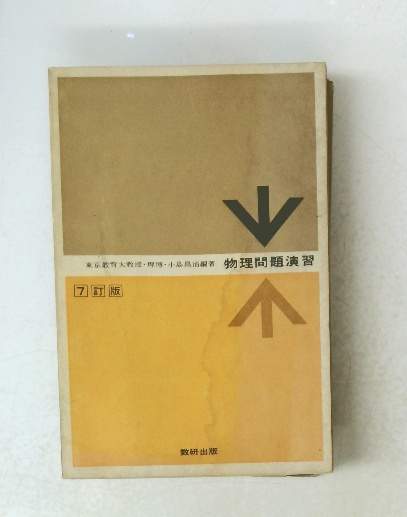 東京教育大教授・理博・小島昌治編著 物理問題演習
7訂版
数研出版